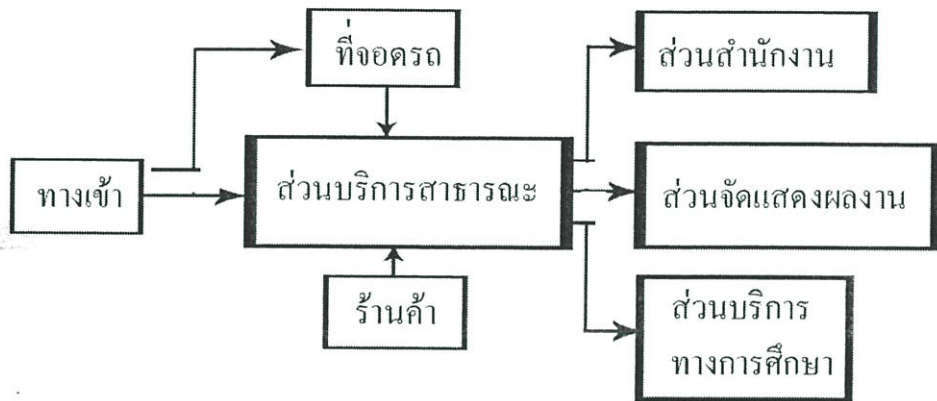 ที่จอดรถ
ส่วนสำนักงาน
ทางเข้า
ส่วนบริการสาธารณะ
ส่วนจัดแสดงผลงาน
ร้านค้า
ส่วนบริการ
ทางการศึกษา